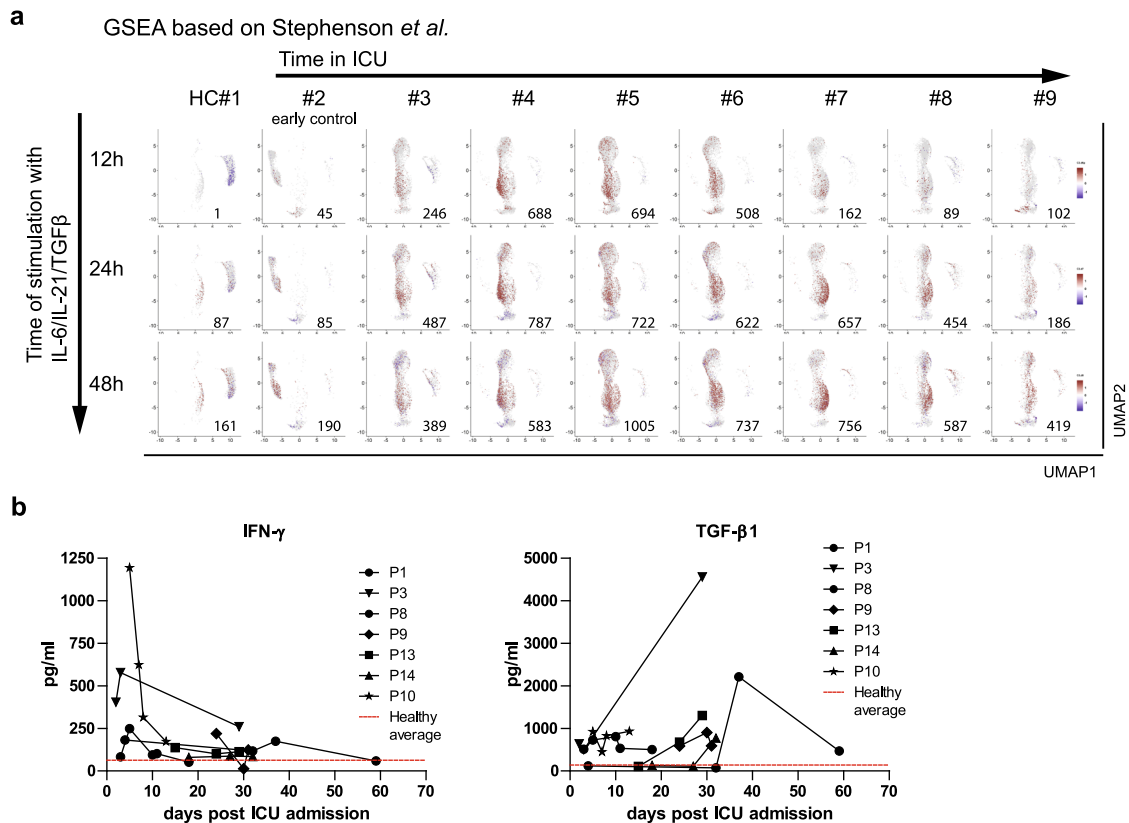 a
GSEA based on Stephenson et al.
Time in ICU
HC#1 #2 #3 #4 #5 #6 #7 #8 #9
early control
Time of stimulation with
IL-6/IL-21/TGFβ
12h
1 45 246 688 694 508 162 89 102
24h
87 85 487 787 722 622 657 454 186
48h
161 190 389 583 1005 737 756 587 419
UMAP2
UMAP1
b
IFN-γ
pg/ml
1250
1000
750
500
250
0
0 10 20 30 40 50 60 70
days post ICU admission
P1
P3
P8
P9
P13
P14
P10
Healthy
average
TGF-β1
pg/ml
5000
4000
3000
2000
1000
0
0 10 20 30 40 50 60 70
days post ICU admission
P1
P3
P8
P9
P13
P14
P10
Healthy
average